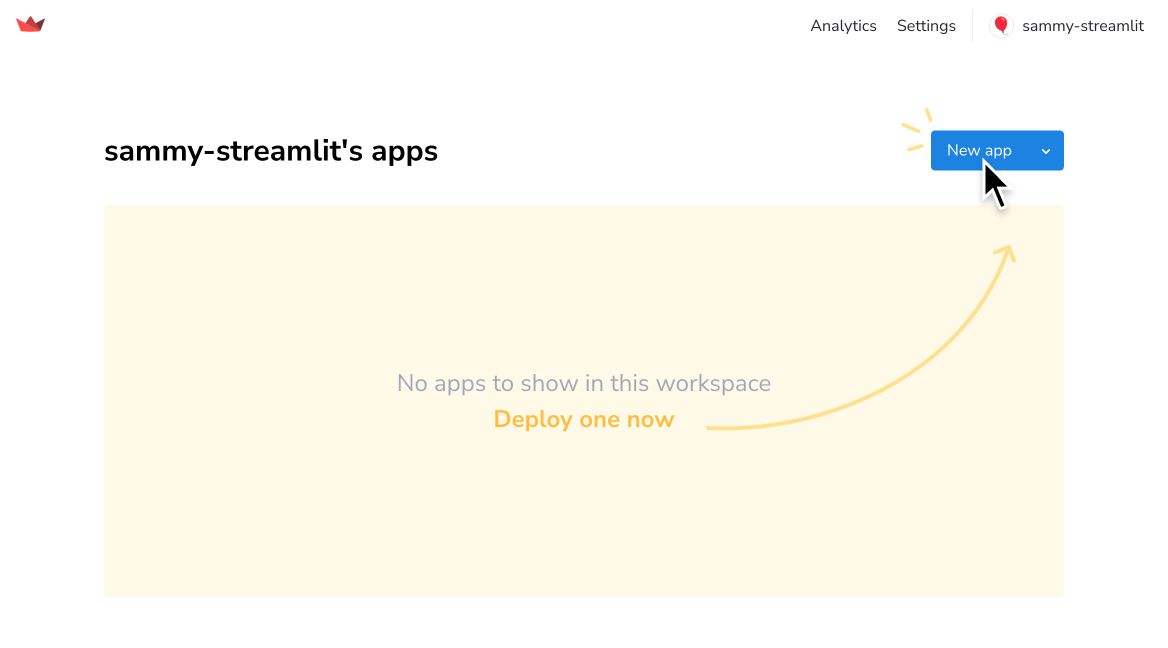 Analytics Settings sammy-streamlit
sammy-streamlit's apps
New app
No apps to show in this workspace
Deploy one now